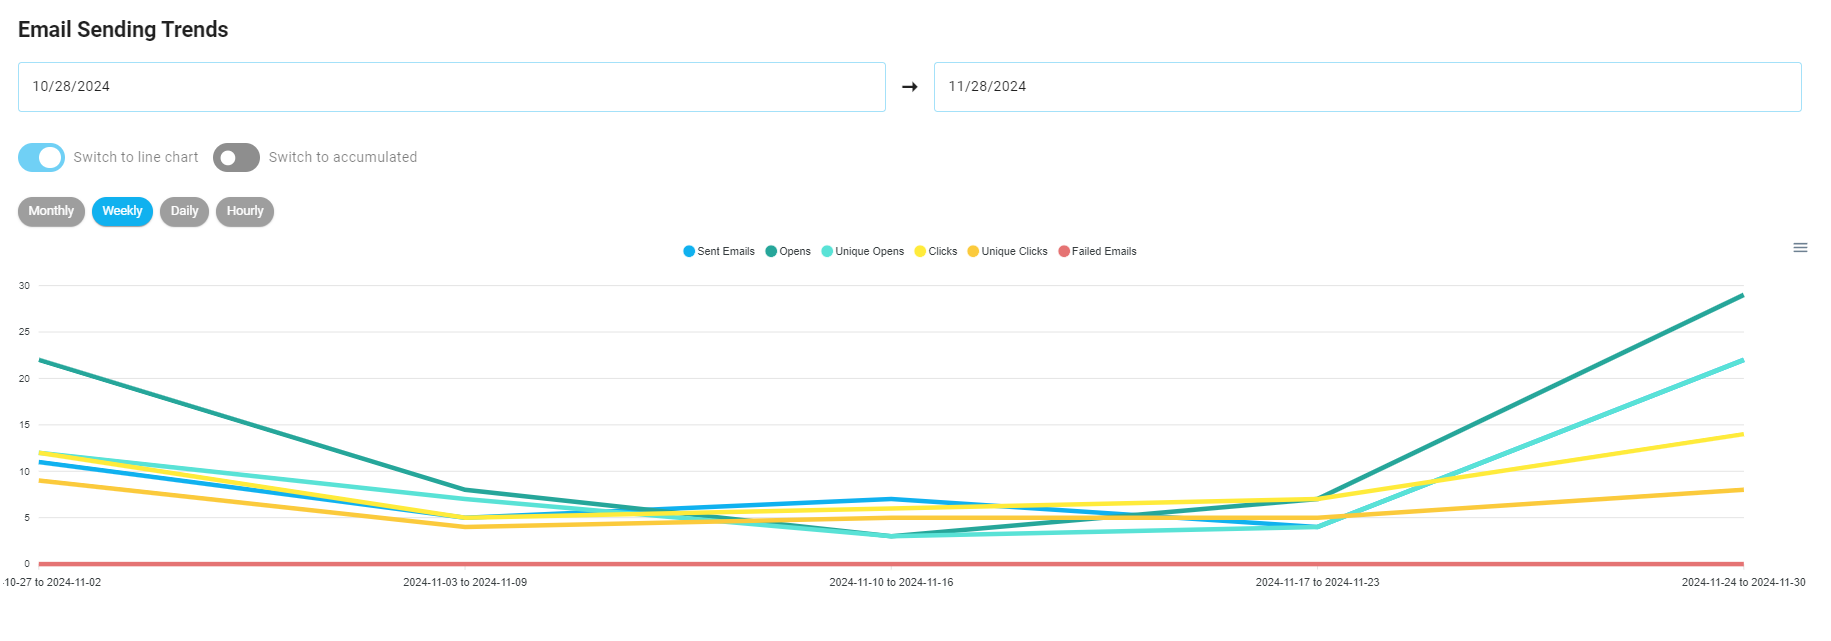 Email Sending Trends
10/28/2024 → 11/28/2024
Switch to line chart Switch to accumulated
Monthly Weekly Daily Hourly
Sent Emails Opens Unique Opens Clicks Unique Clicks Failed Emails
30
25
20
15
10
5
0
10-27 to 2024-11-02 2024-11-03 to 2024-11-09 2024-11-10 to 2024-11-16 2024-11-17 to 2024-11-23 2024-11-24 to 2024-11-30